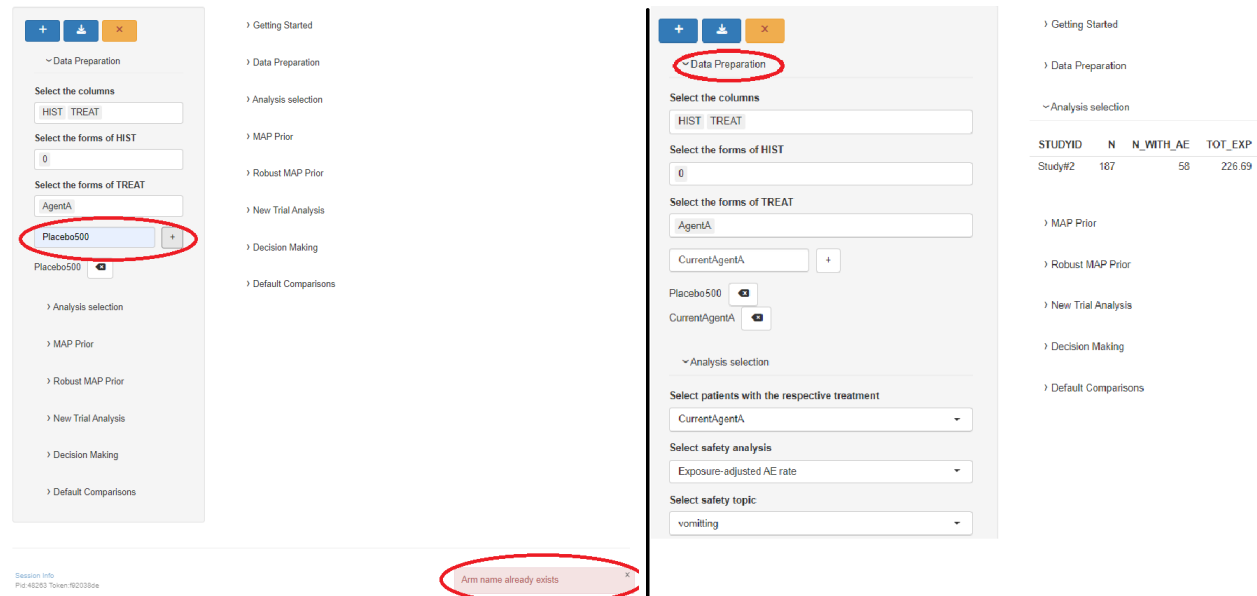 +
×
Data Preparation
Select the columns
HIST TREAT
Select the forms of HIST
0
Select the forms of TREAT
AgentA
Placebo500 +
Placebo500
Analysis selection
MAP Prior
Robust MAP Prior
New Trial Analysis
Decision Making
Default Comparisons
Getting Started
Data Preparation
Analysis selection
MAP Prior
Robust MAP Prior
New Trial Analysis
Decision Making
Default Comparisons
Session Info
Pid:48263 Token:f92038de
Arm name already exists ×
+
×
Data Preparation
Select the columns
HIST TREAT
Select the forms of HIST
0
Select the forms of TREAT
AgentA
CurrentAgentA +
Placebo500
CurrentAgentA
Analysis selection
Select patients with the respective treatment
CurrentAgentA
Select safety analysis
Exposure-adjusted AE rate
Select safety topic
vomitting
Getting Started
Data Preparation
Analysis selection
STUDYID N N_WITH_AE TOT_EXP
Study#2 187 58 226.69
MAP Prior
Robust MAP Prior
New Trial Analysis
Decision Making
Default Comparisons